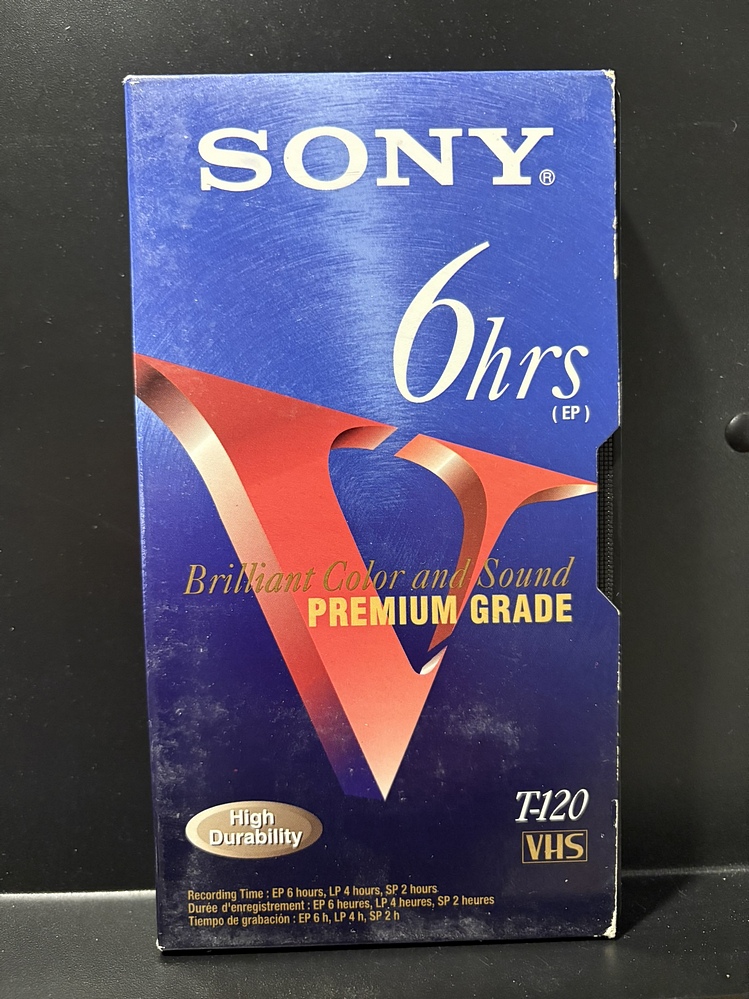 SONY®
6hrs
(EP)
Brilliant Color and Sound
PREMIUM GRADE
High
Durability
T-120
VHS
Recording Time : EP 6 hours, LP 4 hours, SP 2 hours
Durée d'enregistrement : EP 6 heures, LP 4 heures, SP 2 heures
Tiempo de grabación : EP 6 h, LP 4 h, SP 2 h